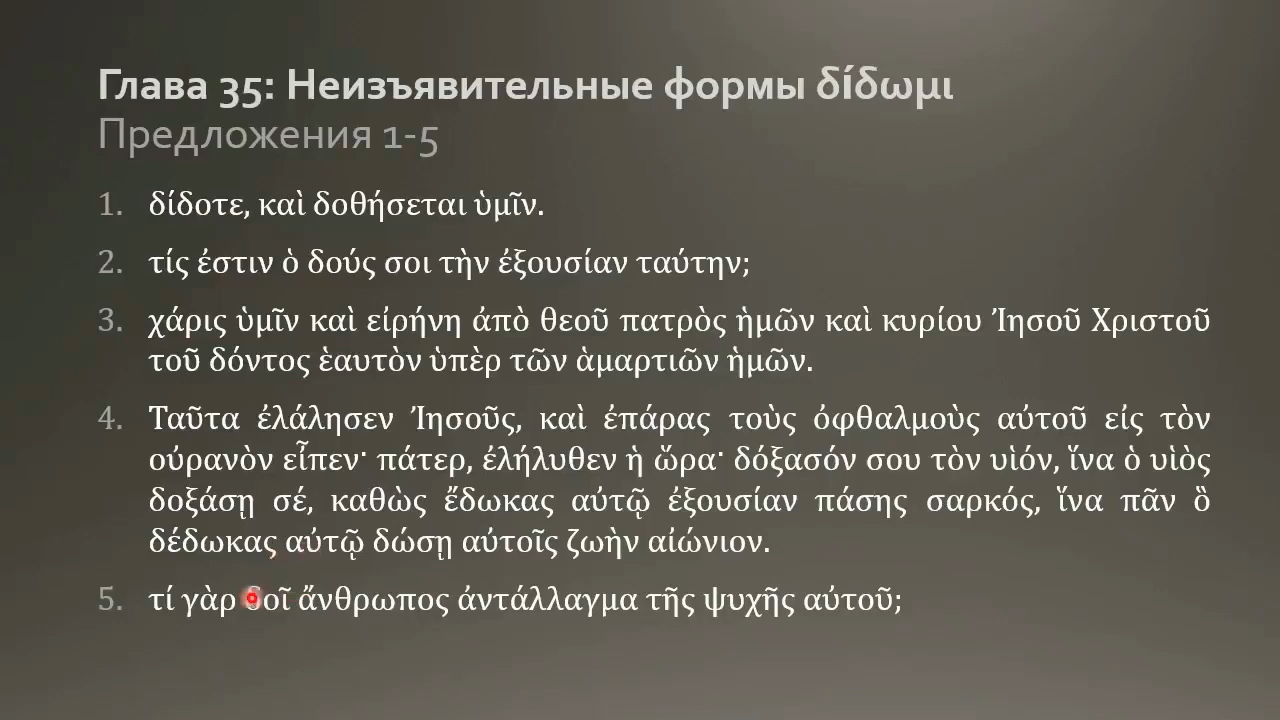 Глава 35: Неизъявительные формы δίδωμι
Предложения 1-5
1. δίδοτε, καὶ δοθήσεται ὑμῖν.
2. τίς ἐστιν ὁ δούς σοι τὴν ἐξουσίαν ταύτην;
3. χάρις ὑμῖν καὶ εἰρήνη ἀπὸ θεοῦ πατρὸς ἡμῶν καὶ κυρίου Ἰησοῦ Χριστοῦ
τοῦ δόντος ἑαυτὸν ὑπὲρ τῶν ἁμαρτιῶν ἡμῶν.
4. Ταῦτα ἐλάλησεν Ἰησοῦς, καὶ ἐπάρας τοὺς ὀφθαλμοὺς αὐτοῦ εἰς τὸν
οὐρανὸν εἶπεν· πάτερ, ἐλήλυθεν ἡ ὥρα· δόξασόν σου τὸν υἱόν, ἵνα ὁ υἱὸς
δοξάσῃ σέ, καθὼς ἔδωκας αὐτῷ ἐξουσίαν πάσης σαρκός, ἵνα πᾶν ὃ
δέδωκας αὐτῷ δώσῃ αὐτοῖς ζωὴν αἰώνιον.
5. τί γὰρ δοῖ ἄνθρωπος ἀντάλλαγμα τῆς ψυχῆς αὐτοῦ;